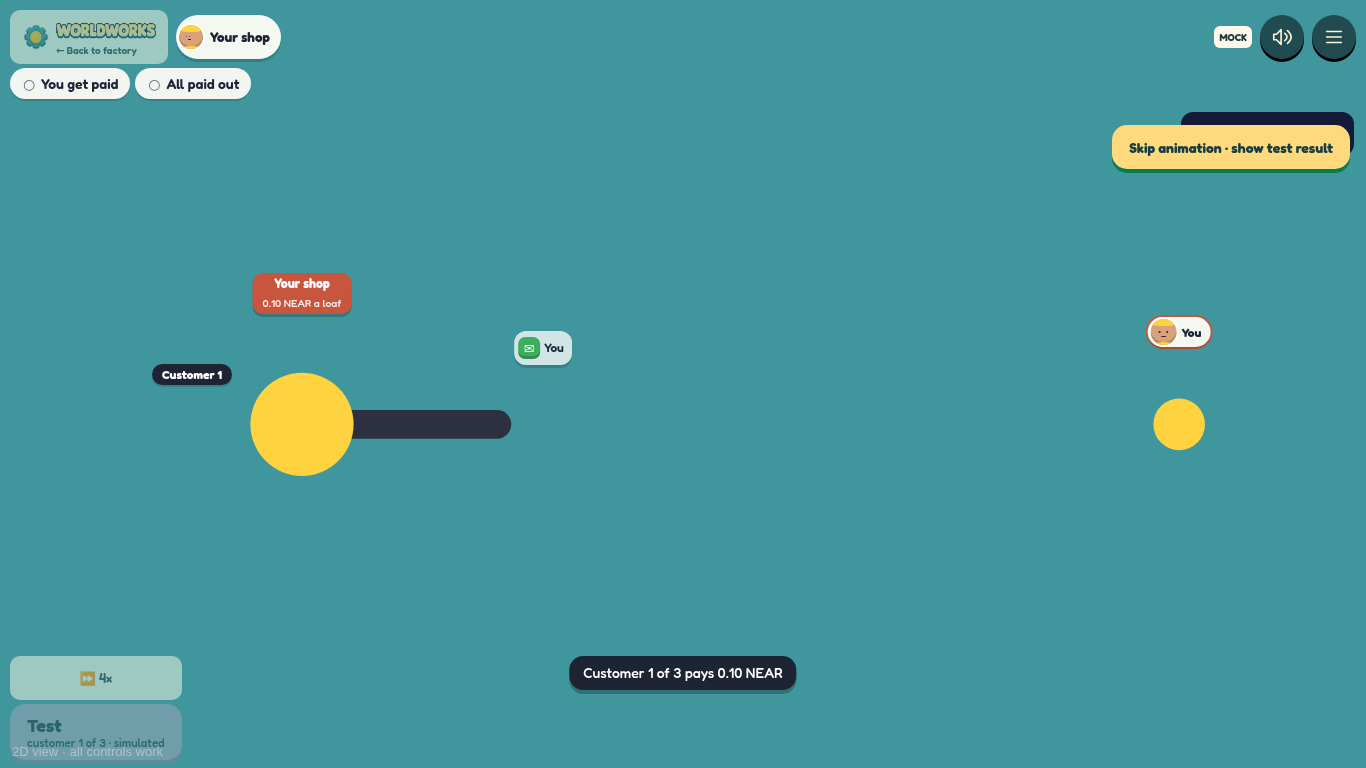 WORLDWORKS
← Back to factory
Your shop
MOCK
You get paid
All paid out
Skip animation · show test result
Your shop
0.10 NEAR a loaf
You
You
Customer 1
Customer 1 of 3 pays 0.10 NEAR
4x
Test
customer 1 of 3 · simulated
2D view · all controls work